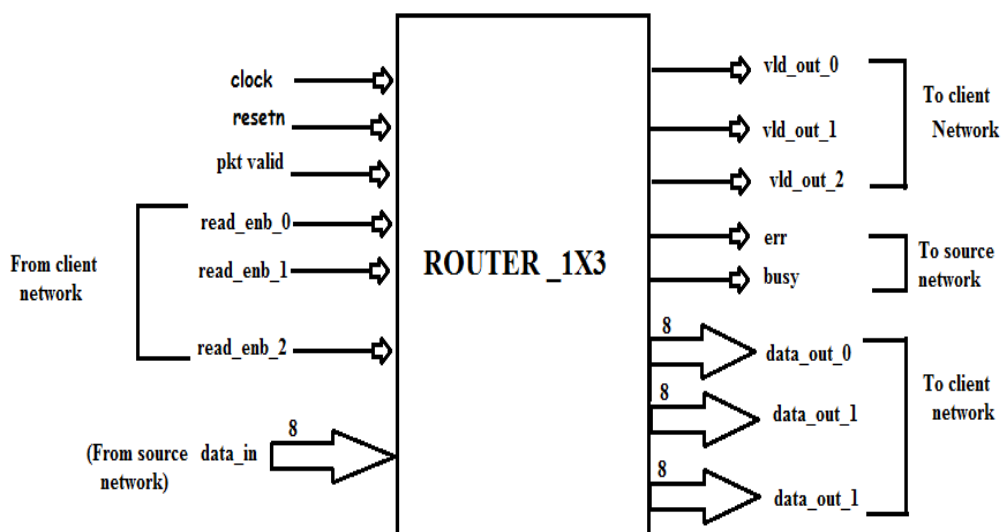 clock
resetn
pkt valid
read_enb_0
From client
network
read_enb_1
read_enb_2
8
(From source data_in
network)
ROUTER _1X3
vld_out_0
To client
Network
vld_out_1
vld_out_2
err
To source
network
busy
8
data_out_0
8
To client
network
data_out_1
8
data_out_1